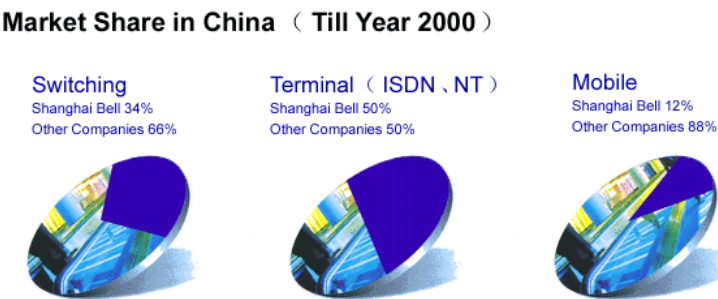 Market Share in China （ Till Year 2000 ）
Switching
Shanghai Bell 34%
Other Companies 66%
Terminal （ ISDN 、NT ）
Shanghai Bell 50%
Other Companies 50%
Mobile
Shanghai Bell 12%
Other Companies 88%